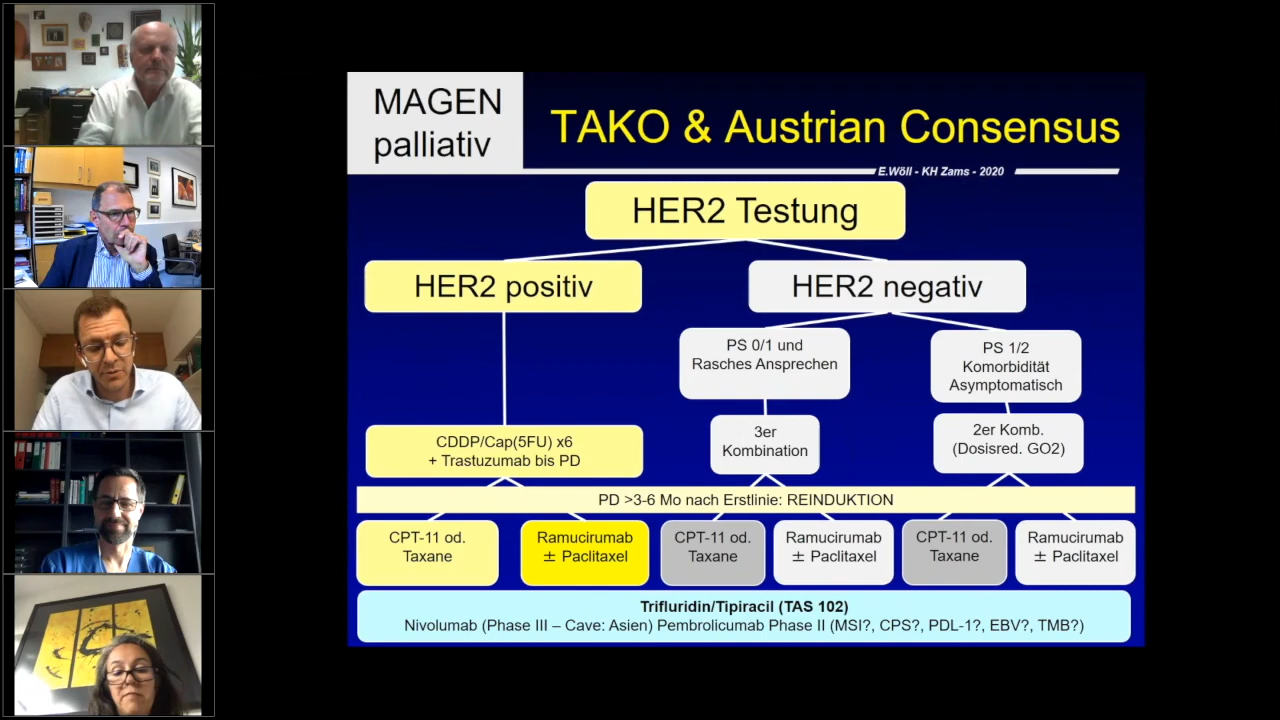 MAGEN
palliativ
TAKO & Austrian Consensus
E.Wöll - KH Zams - 2020
HER2 Testung
HER2 positiv
HER2 negativ
PS 0/1 und
Rasches Ansprechen
PS 1/2
Komorbidität
Asymptomatisch
CDDP/Cap(5FU) x6
+ Trastuzumab bis PD
3er
Kombination
2er Komb.
(Dosisred. GO2)
PD >3-6 Mo nach Erstlinie: REINDUKTION
CPT-11 od.
Taxane
Ramucirumab
± Paclitaxel
CPT-11 od.
Taxane
Ramucirumab
± Paclitaxel
CPT-11 od.
Taxane
Ramucirumab
± Paclitaxel
Trifluridin/Tipiracil (TAS 102)
Nivolumab (Phase III – Cave: Asien) Pembrolicumab Phase II (MSI?, CPS?, PDL-1?, EBV?, TMB?)